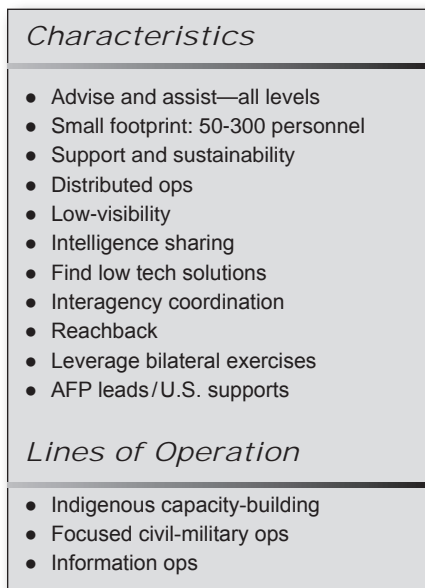 Characteristics
● Advise and assist—all levels
● Small footprint: 50-300 personnel
● Support and sustainability
● Distributed ops
● Low-visibility
● Intelligence sharing
● Find low tech solutions
● Interagency coordination
● Reachback
● Leverage bilateral exercises
● AFP leads/U.S. supports
Lines of Operation
● Indigenous capacity-building
● Focused civil-military ops
● Information ops